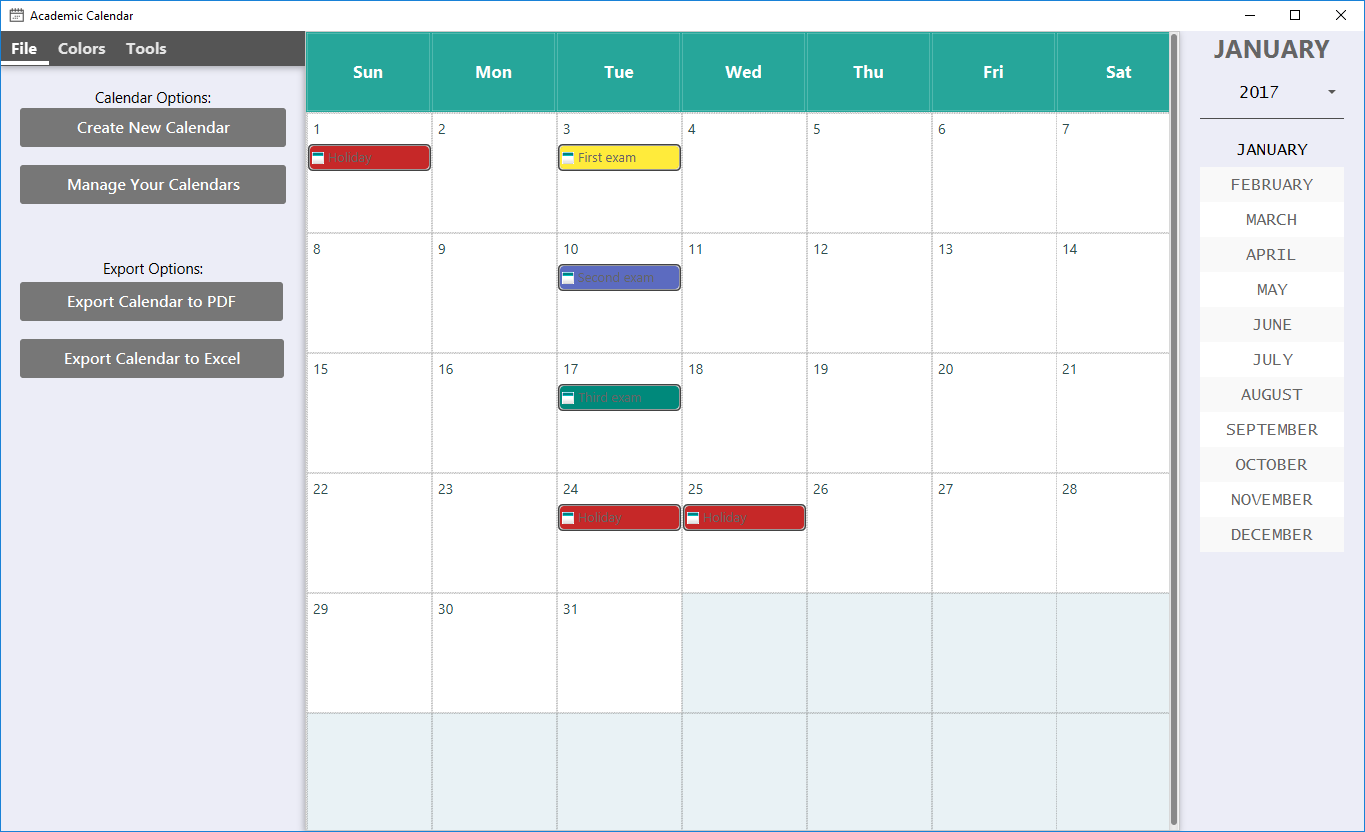 Academic Calendar
File Colors Tools
Calendar Options:
Create New Calendar
Manage Your Calendars
Export Options:
Export Calendar to PDF
Export Calendar to Excel
Sun Mon Tue Wed Thu Fri Sat
1 2 3 4 5 6 7
Holiday First exam
8 9 10 11 12 13 14
Second exam
15 16 17 18 19 20 21
Third exam
22 23 24 25 26 27 28
Holiday Holiday
29 30 31
JANUARY
2017
JANUARY
FEBRUARY
MARCH
APRIL
MAY
JUNE
JULY
AUGUST
SEPTEMBER
OCTOBER
NOVEMBER
DECEMBER